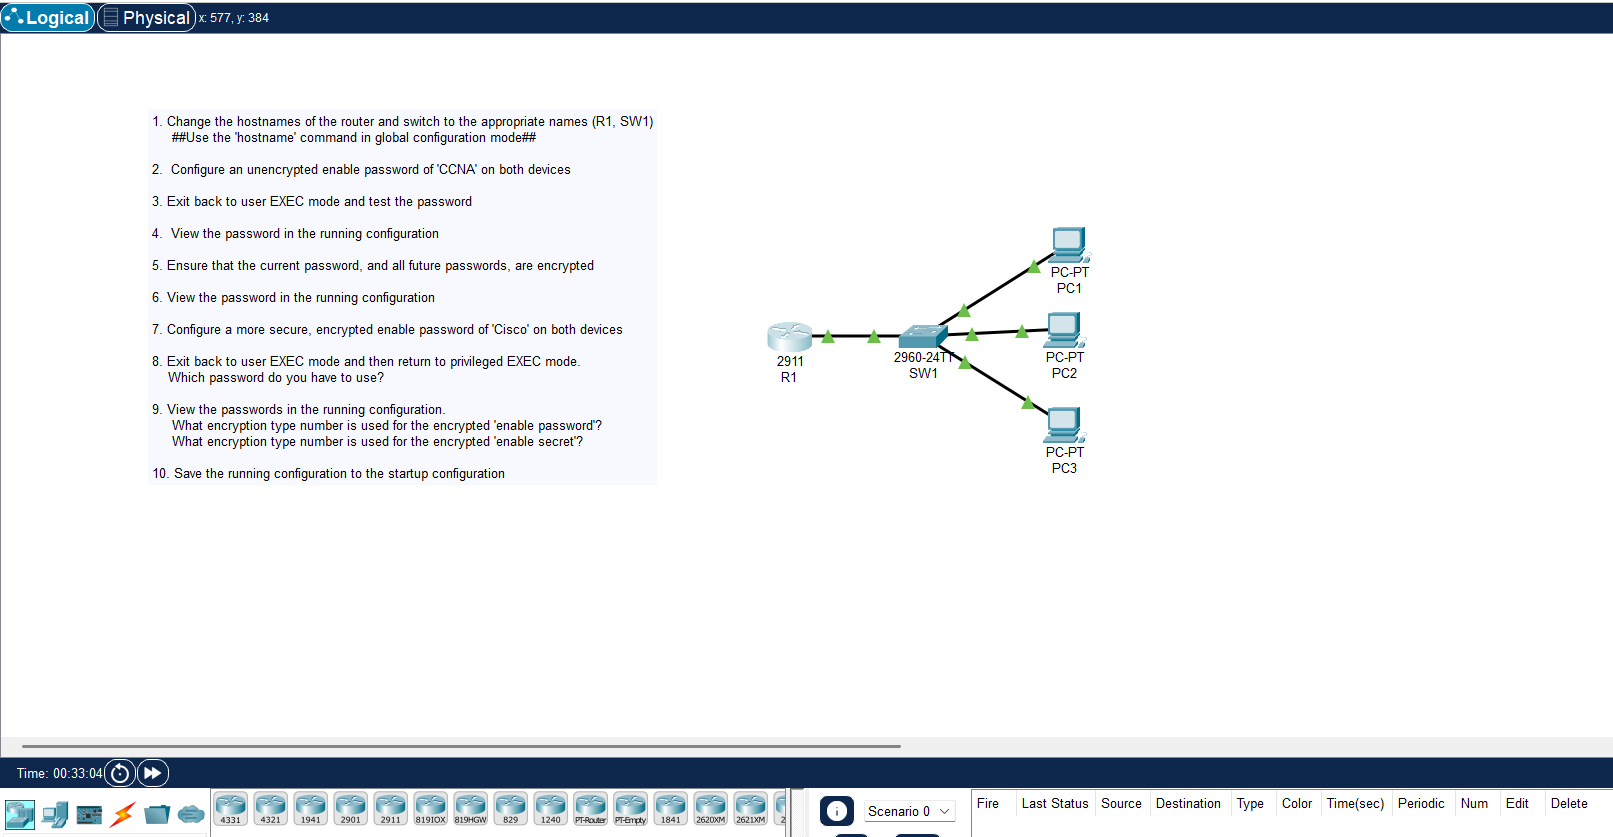 Logical Physical x: 577, y: 384
1. Change the hostnames of the router and switch to the appropriate names (R1, SW1)
##Use the 'hostname' command in global configuration mode##
2. Configure an unencrypted enable password of 'CCNA' on both devices
3. Exit back to user EXEC mode and test the password
4. View the password in the running configuration
5. Ensure that the current password, and all future passwords, are encrypted
6. View the password in the running configuration
7. Configure a more secure, encrypted enable password of 'Cisco' on both devices
8. Exit back to user EXEC mode and then return to privileged EXEC mode.
Which password do you have to use?
9. View the passwords in the running configuration.
What encryption type number is used for the encrypted 'enable password'?
What encryption type number is used for the encrypted 'enable secret'?
10. Save the running configuration to the startup configuration
PC-PT
PC1
2911
R1
2960-24TT
SW1
PC-PT
PC2
PC-PT
PC3
Time: 00:33:04
4331 4321 1941 2901 2911 819IOX 819HGW 829 1240 PT-Router PT-Empty 1841 2620XM 2621XM 2
Scenario 0
Fire Last Status Source Destination Type Color Time(sec) Periodic Num Edit Delete